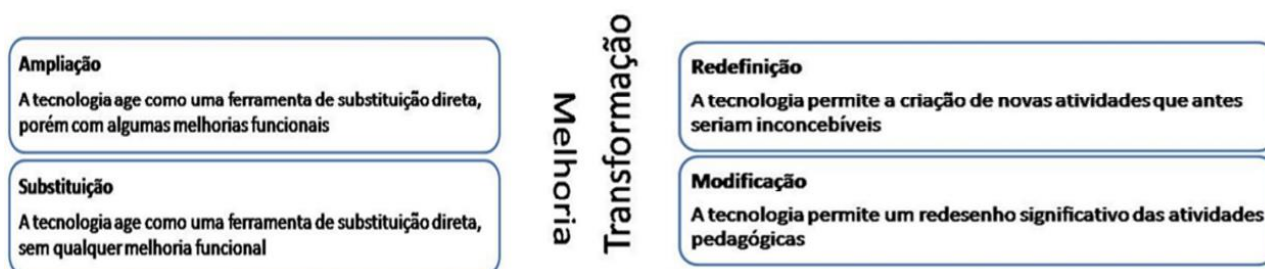 Ampliação
A tecnologia age como uma ferramenta de substituição direta,
porém com algumas melhorias funcionais
Substituição
A tecnologia age como uma ferramenta de substituição direta,
sem qualquer melhoria funcional
Melhoria
Transformação
Redefinição
A tecnologia permite a criação de novas atividades que antes
seriam inconcebíveis
Modificação
A tecnologia permite um redesenho significativo das atividades
pedagógicas